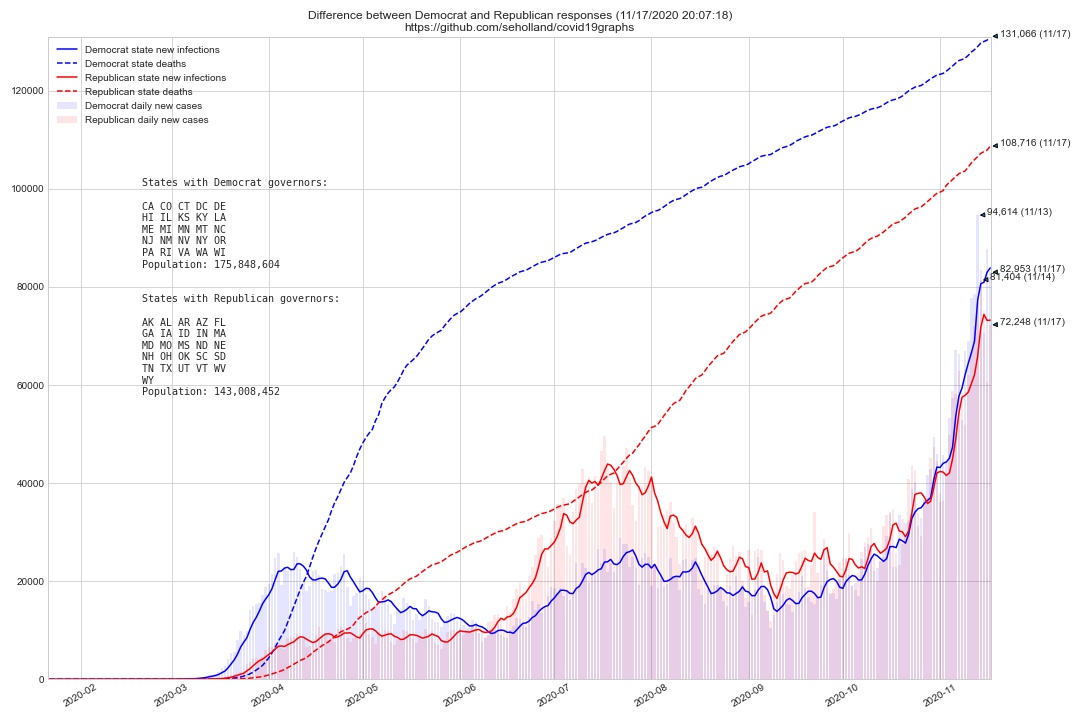 Difference between Democrat and Republican responses (11/17/2020 20:07:18)
https://github.com/seholland/covid19graphs
Democrat state new infections
Democrat state deaths
Republican state new infections
Republican state deaths
Democrat daily new cases
Republican daily new cases
States with Democrat governors:
CA CO CT DC DE
HI IL KS KY LA
ME MI MN MT NC
NJ NM NV NY OR
PA RI VA WA WI
Population: 175,848,604
States with Republican governors:
AK AL AR AZ FL
GA IA ID IN MA
MD MO MS ND NE
NH OH OK SC SD
TN TX UT VT WV
WY
Population: 143,008,452
131,066 (11/17)
108,716 (11/17)
94,614 (11/13)
82,953 (11/17)
81,404 (11/14)
72,248 (11/17)
120000
100000
80000
60000
40000
20000
0
2020-02
2020-03
2020-04
2020-05
2020-06
2020-07
2020-08
2020-09
2020-10
2020-11